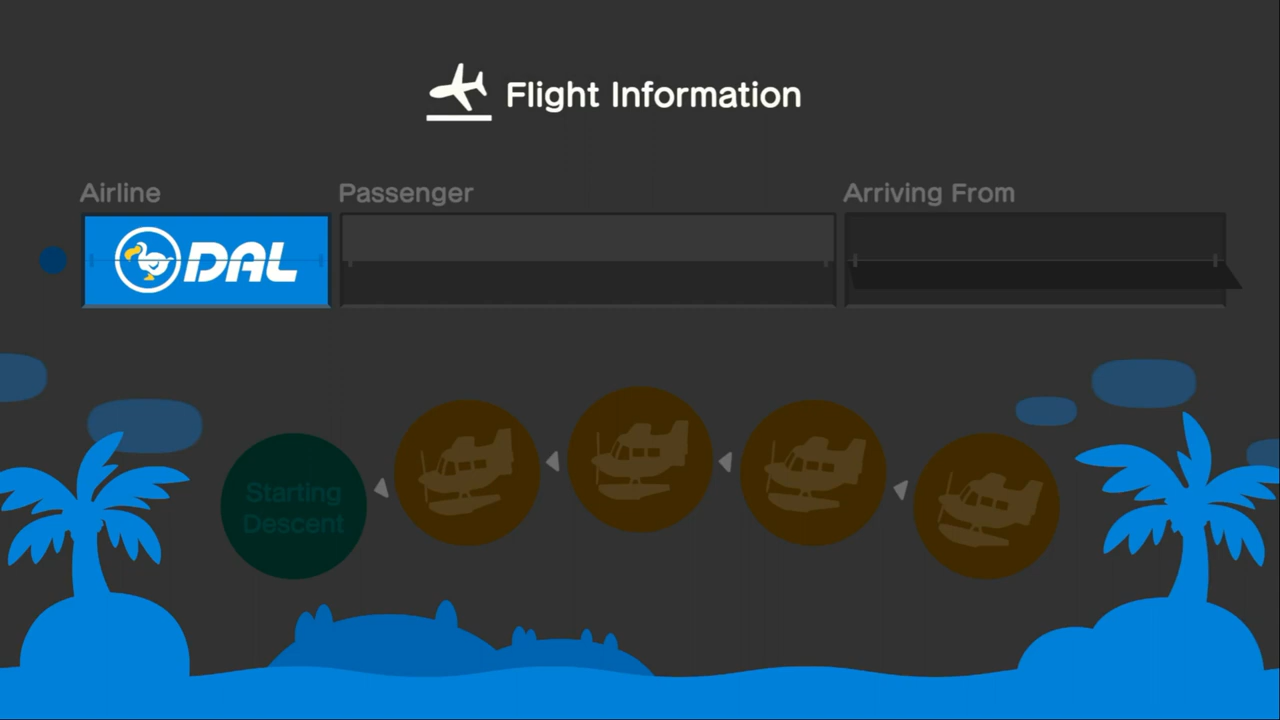 Flight Information
Airline
Passenger
Arriving From
DAL
Starting
Descent